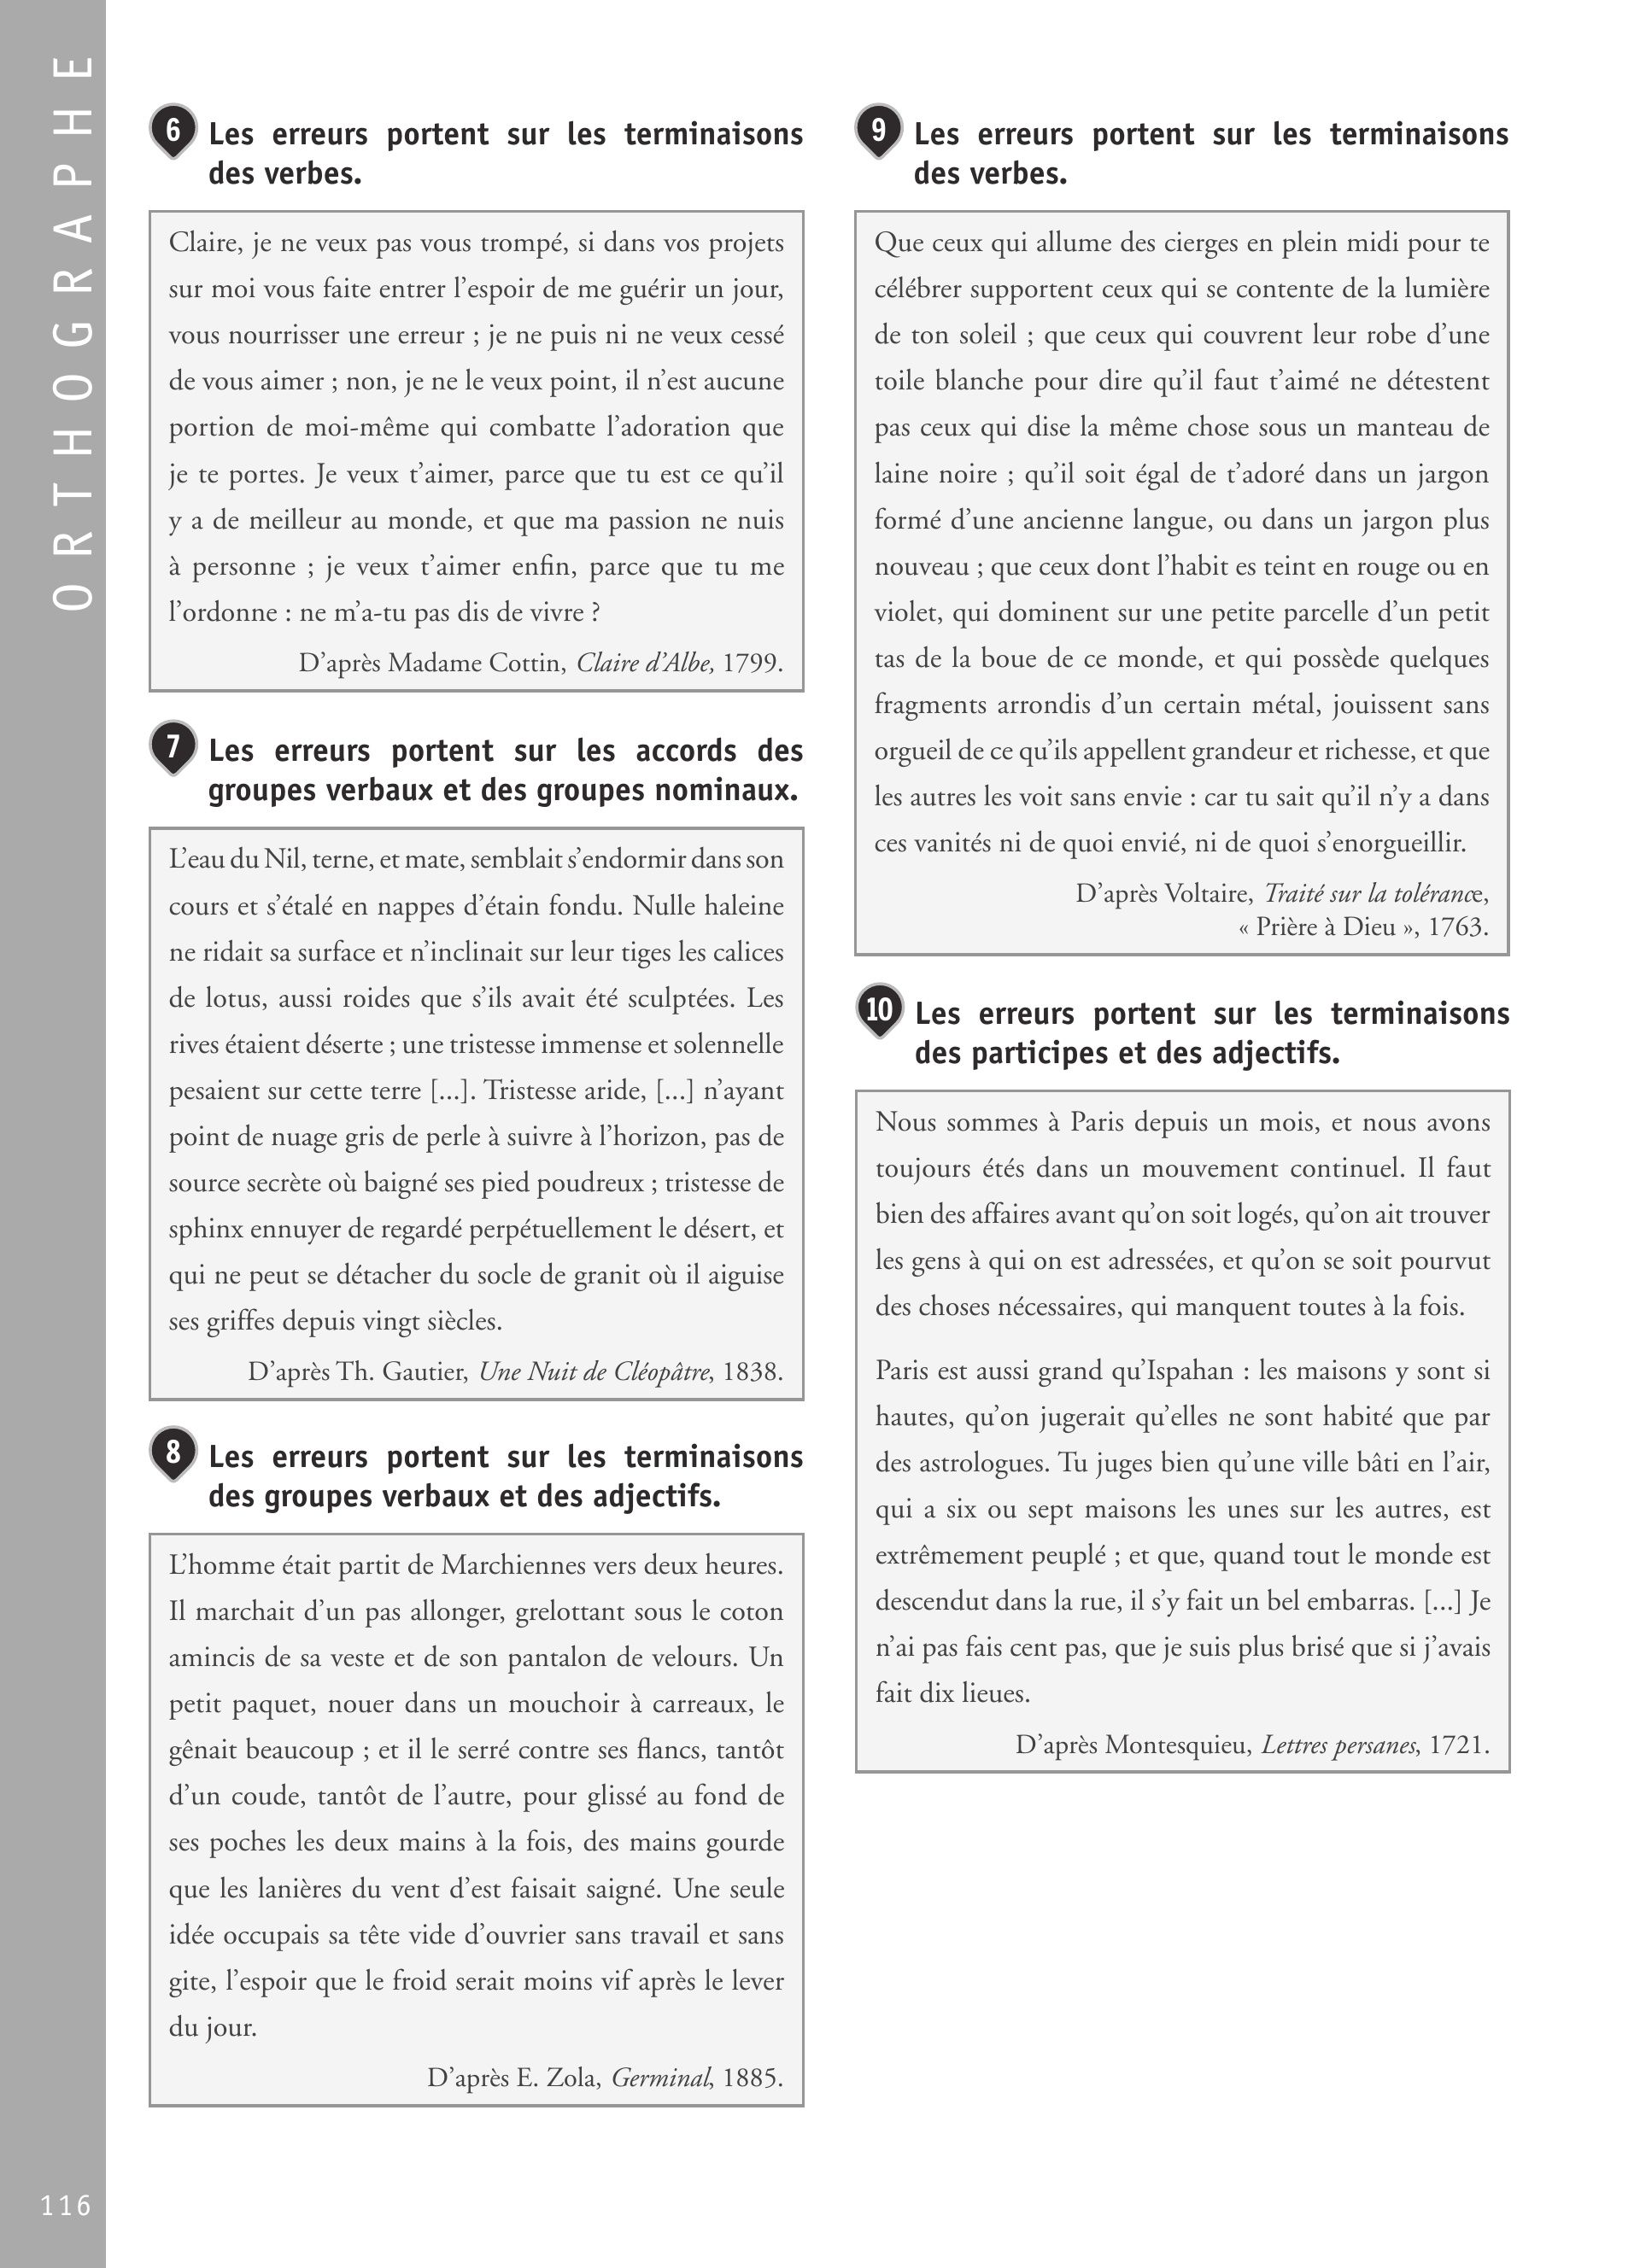 ORTHOGRAPHE
6 Les erreurs portent sur les terminaisons
des verbes.
Claire, je ne veux pas vous trompé, si dans vos projets
sur moi vous faite entrer l’espoir de me guérir un jour,
vous nourrisser une erreur ; je ne puis ni ne veux cessé
de vous aimer ; non, je ne le veux point, il n’est aucune
portion de moi-même qui combatte l’adoration que
je te portes. Je veux t’aimer, parce que tu est ce qu’il
y a de meilleur au monde, et que ma passion ne nuis
à personne ; je veux t’aimer enfin, parce que tu me
l’ordonne : ne m’a-tu pas dis de vivre ?
D’après Madame Cottin, Claire d’Albe, 1799.
7 Les erreurs portent sur les accords des
groupes verbaux et des groupes nominaux.
L’eau du Nil, terne, et mate, semblait s’endormir dans son
cours et s’étalé en nappes d’étain fondu. Nulle haleine
ne ridait sa surface et n’inclinait sur leur tiges les calices
de lotus, aussi roides que s’ils avait été sculptées. Les
rives étaient déserte ; une tristesse immense et solennelle
pesaient sur cette terre [...]. Tristesse aride, [...] n’ayant
point de nuage gris de perle à suivre à l’horizon, pas de
source secrète où baigné ses pied poudreux ; tristesse de
sphinx ennuyer de regardé perpétuellement le désert, et
qui ne peut se détacher du socle de granit où il aiguise
ses griffes depuis vingt siècles.
D’après Th. Gautier, Une Nuit de Cléopâtre, 1838.
8 Les erreurs portent sur les terminaisons
des groupes verbaux et des adjectifs.
L’homme était partit de Marchiennes vers deux heures.
Il marchait d’un pas allonger, grelottant sous le coton
amincis de sa veste et de son pantalon de velours. Un
petit paquet, nouer dans un mouchoir à carreaux, le
gênait beaucoup ; et il le serré contre ses flancs, tantôt
d’un coude, tantôt de l’autre, pour glissé au fond de
ses poches les deux mains à la fois, des mains gourde
que les lanières du vent d’est faisait saigné. Une seule
idée occupais sa tête vide d’ouvrier sans travail et sans
gite, l’espoir que le froid serait moins vif après le lever
du jour.
D’après E. Zola, Germinal, 1885.
9 Les erreurs portent sur les terminaisons
des verbes.
Que ceux qui allume des cierges en plein midi pour te
célébrer supportent ceux qui se contente de la lumière
de ton soleil ; que ceux qui couvrent leur robe d’une
toile blanche pour dire qu’il faut t’aimé ne détestent
pas ceux qui dise la même chose sous un manteau de
laine noire ; qu’il soit égal de t’adoré dans un jargon
formé d’une ancienne langue, ou dans un jargon plus
nouveau ; que ceux dont l’habit es teint en rouge ou en
violet, qui dominent sur une petite parcelle d’un petit
tas de la boue de ce monde, et qui possède quelques
fragments arrondis d’un certain métal, jouissent sans
orgueil de ce qu’ils appellent grandeur et richesse, et que
les autres les voit sans envie : car tu sait qu’il n’y a dans
ces vanités ni de quoi envié, ni de quoi s’enorgueillir.
D’après Voltaire, Traité sur la tolérance,
« Prière à Dieu », 1763.
10 Les erreurs portent sur les terminaisons
des participes et des adjectifs.
Nous sommes à Paris depuis un mois, et nous avons
toujours étés dans un mouvement continuel. Il faut
bien des affaires avant qu’on soit logés, qu’on ait trouver
les gens à qui on est adressées, et qu’on se soit pourvut
des choses nécessaires, qui manquent toutes à la fois.
Paris est aussi grand qu’Ispahan : les maisons y sont si
hautes, qu’on jugerait qu’elles ne sont habité que par
des astrologues. Tu juges bien qu’une ville bâti en l’air,
qui a six ou sept maisons les unes sur les autres, est
extrêmement peuplé ; et que, quand tout le monde est
descendut dans la rue, il s’y fait un bel embarras. [...] Je
n’ai pas fais cent pas, que je suis plus brisé que si j’avais
fait dix lieues.
D’après Montesquieu, Lettres persanes, 1721.
116